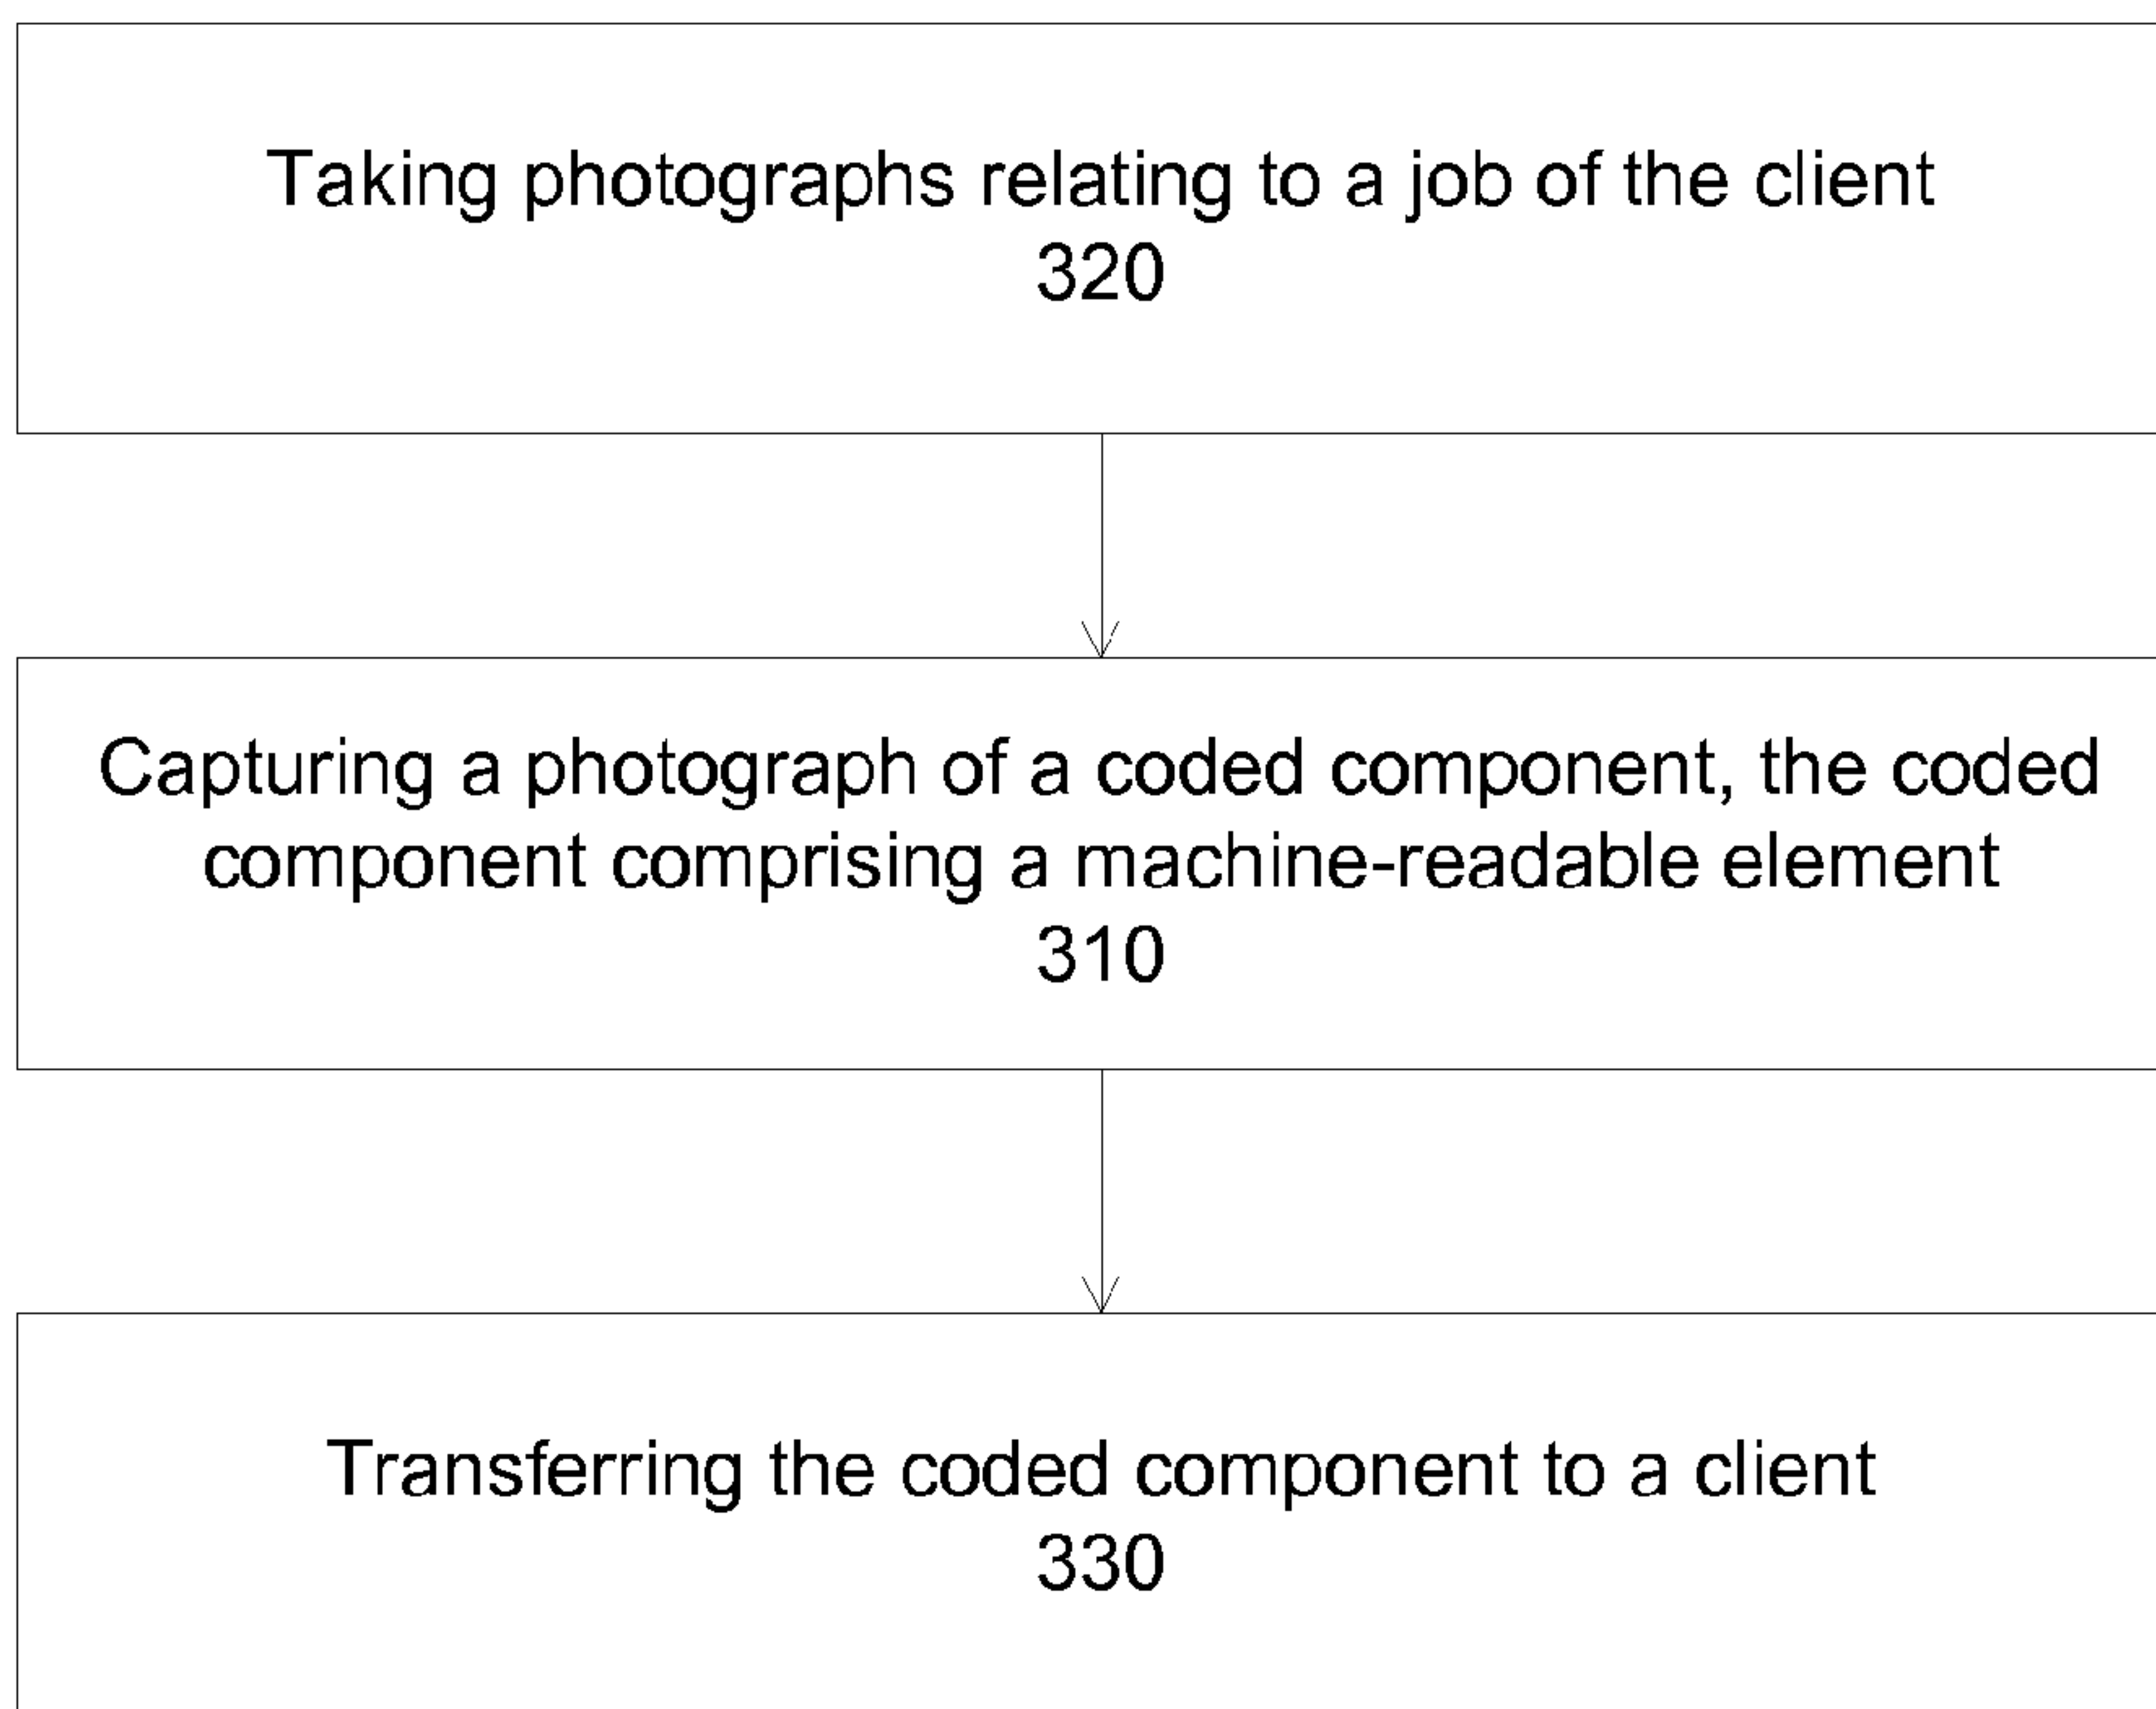 Taking photographs relating to a job of the client
320
Capturing a photograph of a coded component, the coded
component comprising a machine-readable element
310
Transferring the coded component to a client
330